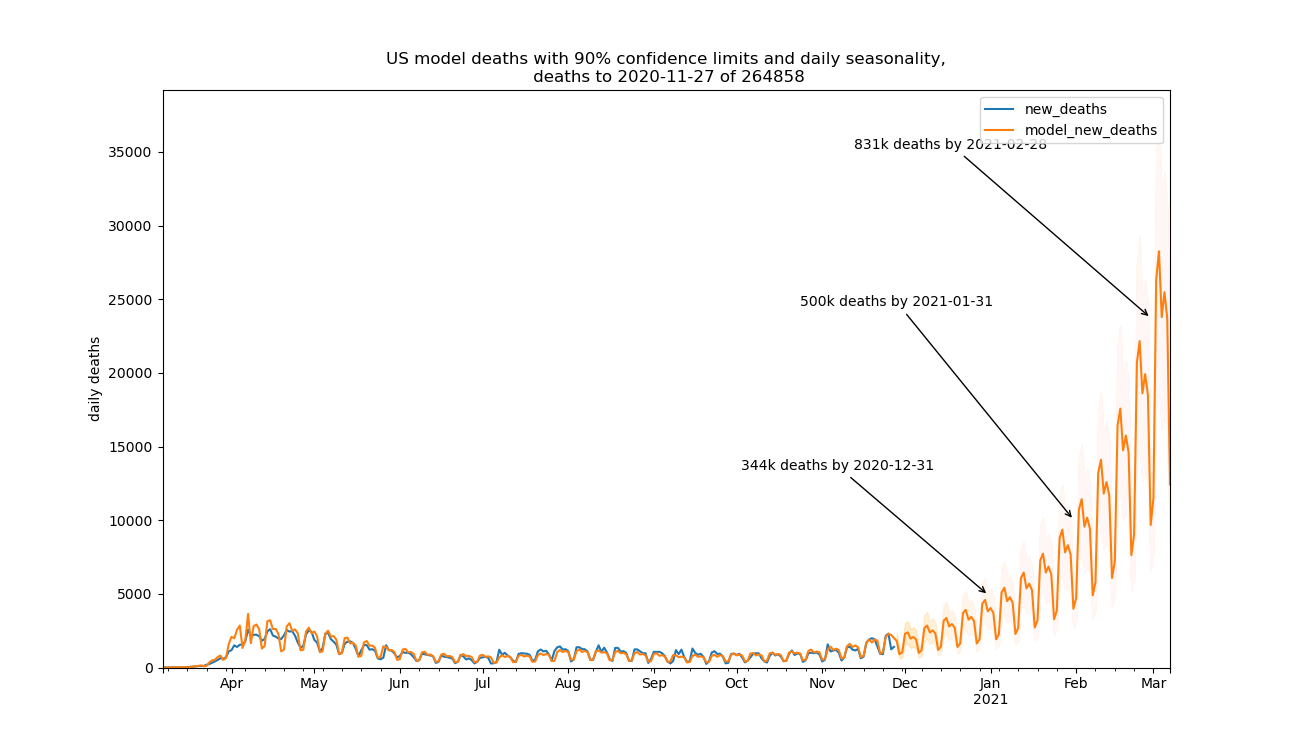 US model deaths with 90% confidence limits and daily seasonality,
deaths to 2020-11-27 of 264858
new_deaths
model_new_deaths
831k deaths by 2021-02-28
500k deaths by 2021-01-31
344k deaths by 2020-12-31
daily deaths
35000
30000
25000
20000
15000
10000
5000
0
Apr May Jun Jul Aug Sep Oct Nov Dec Jan Feb Mar
2021